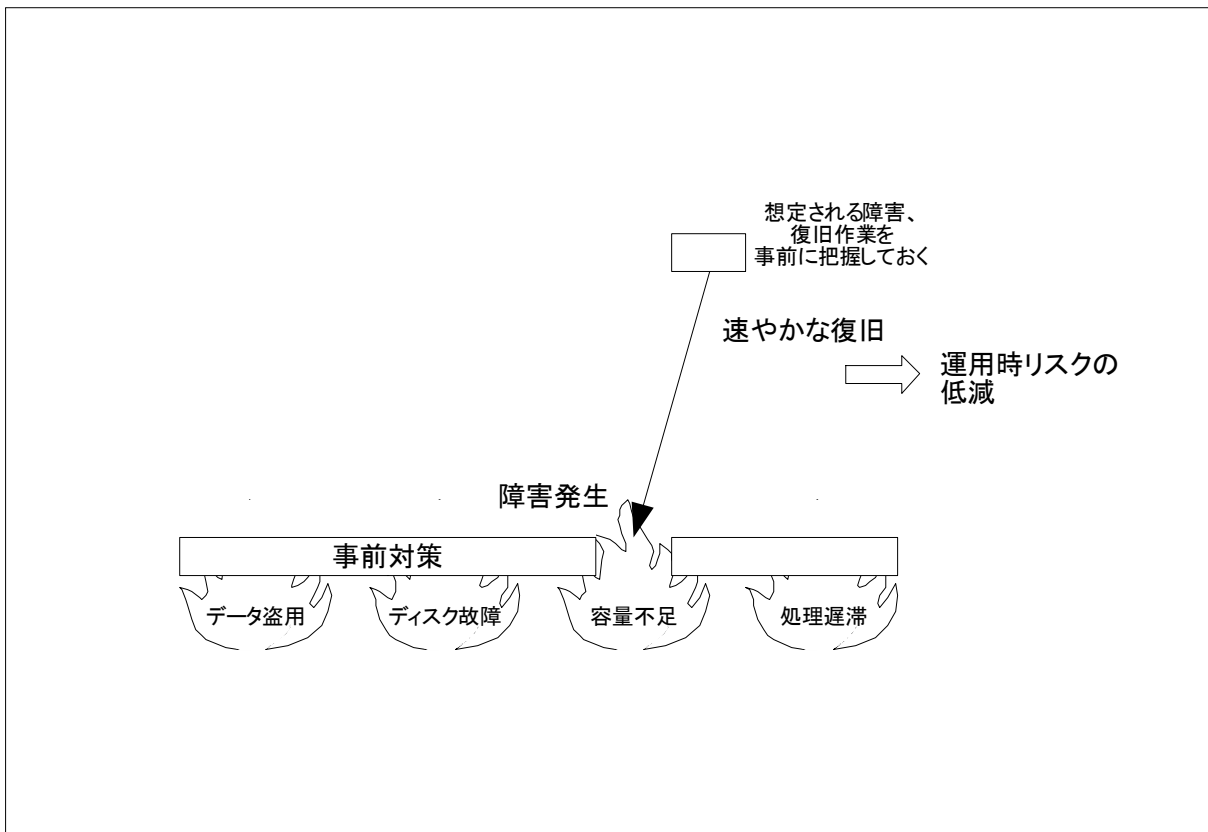 想定される障害、
復旧作業を
事前に把握しておく
速やかな復旧
運用時リスクの
低減
障害発生
事前対策
データ盗用
ディスク故障
容量不足
処理遅滞